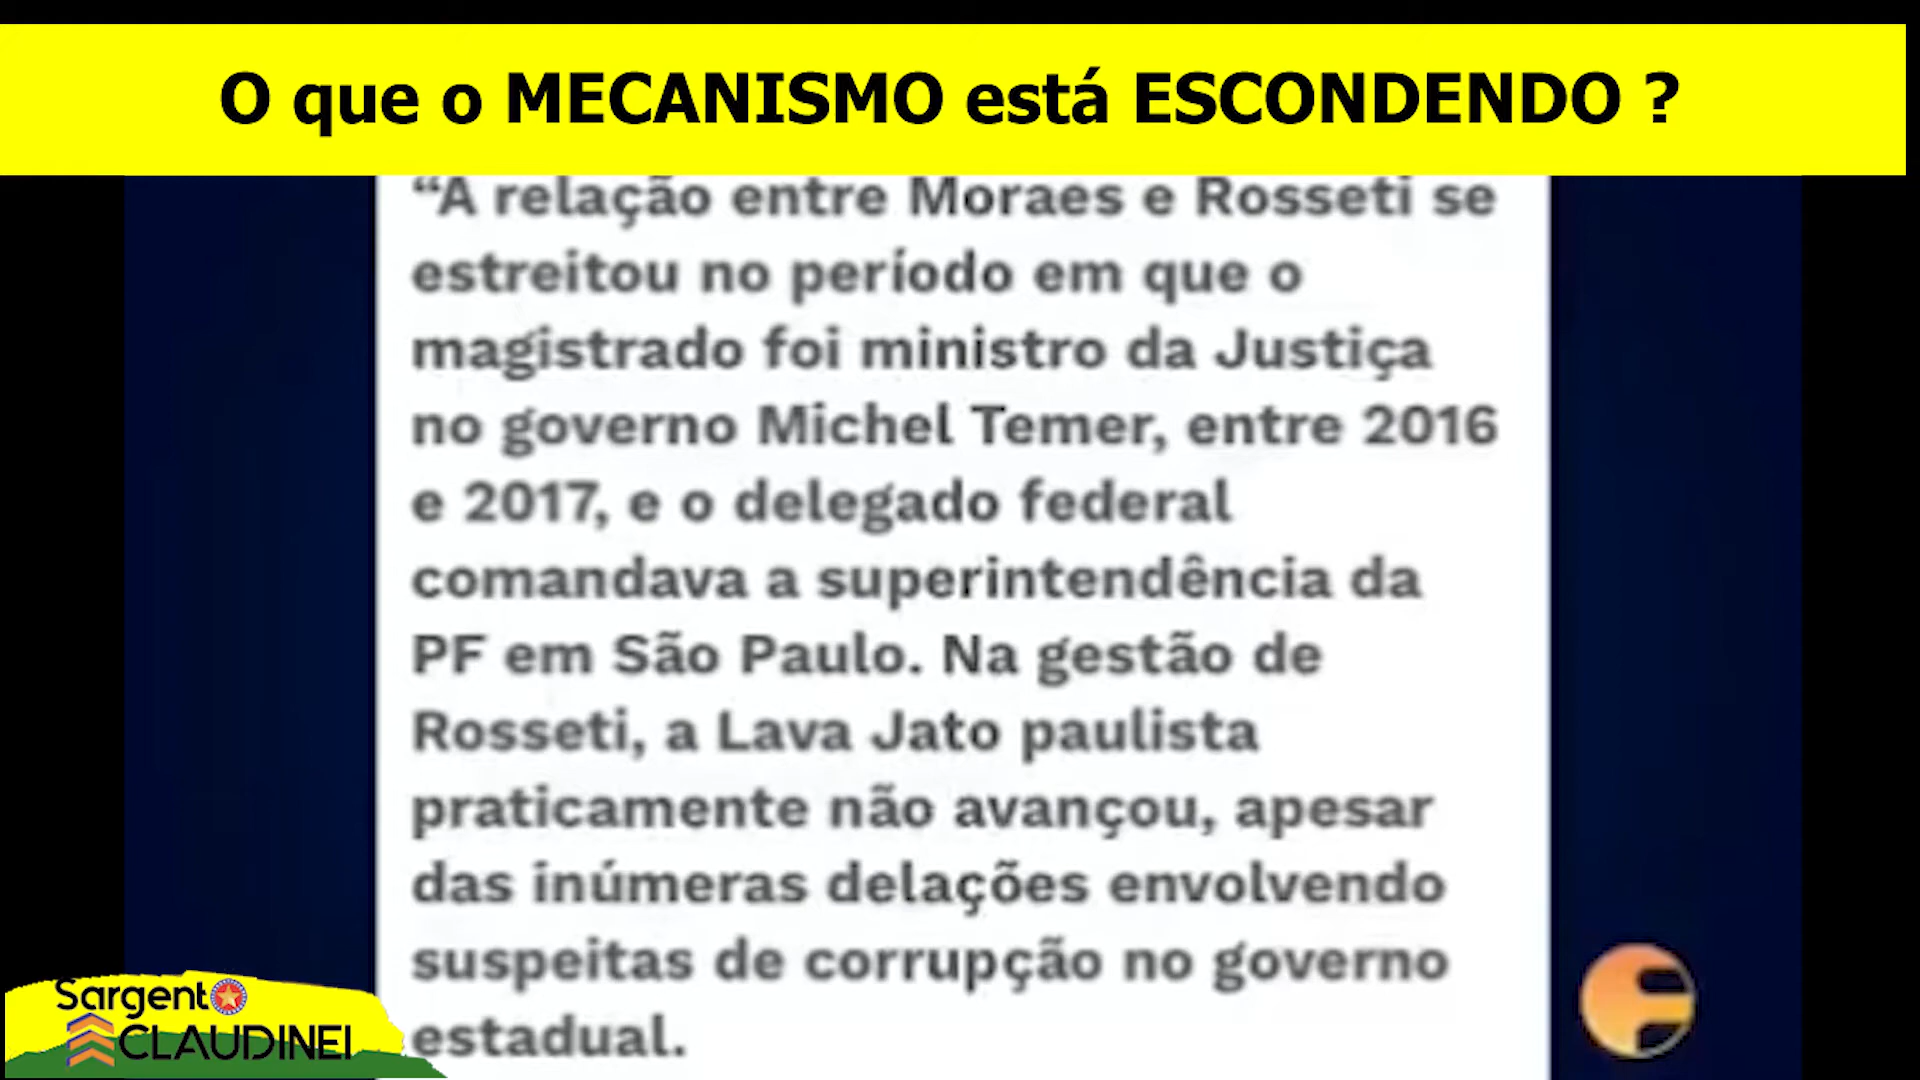 O que o MECANISMO está ESCONDENDO ?
“A relação entre Moraes e Rosseti se
estreitou no período em que o
magistrado foi ministro da Justiça
no governo Michel Temer, entre 2016
e 2017, e o delegado federal
comandava a superintendência da
PF em São Paulo. Na gestão de
Rosseti, a Lava Jato paulista
praticamente não avançou, apesar
das inúmeras delações envolvendo
suspeitas de corrupção no governo
estadual.
Sargento
CLAUDINEI